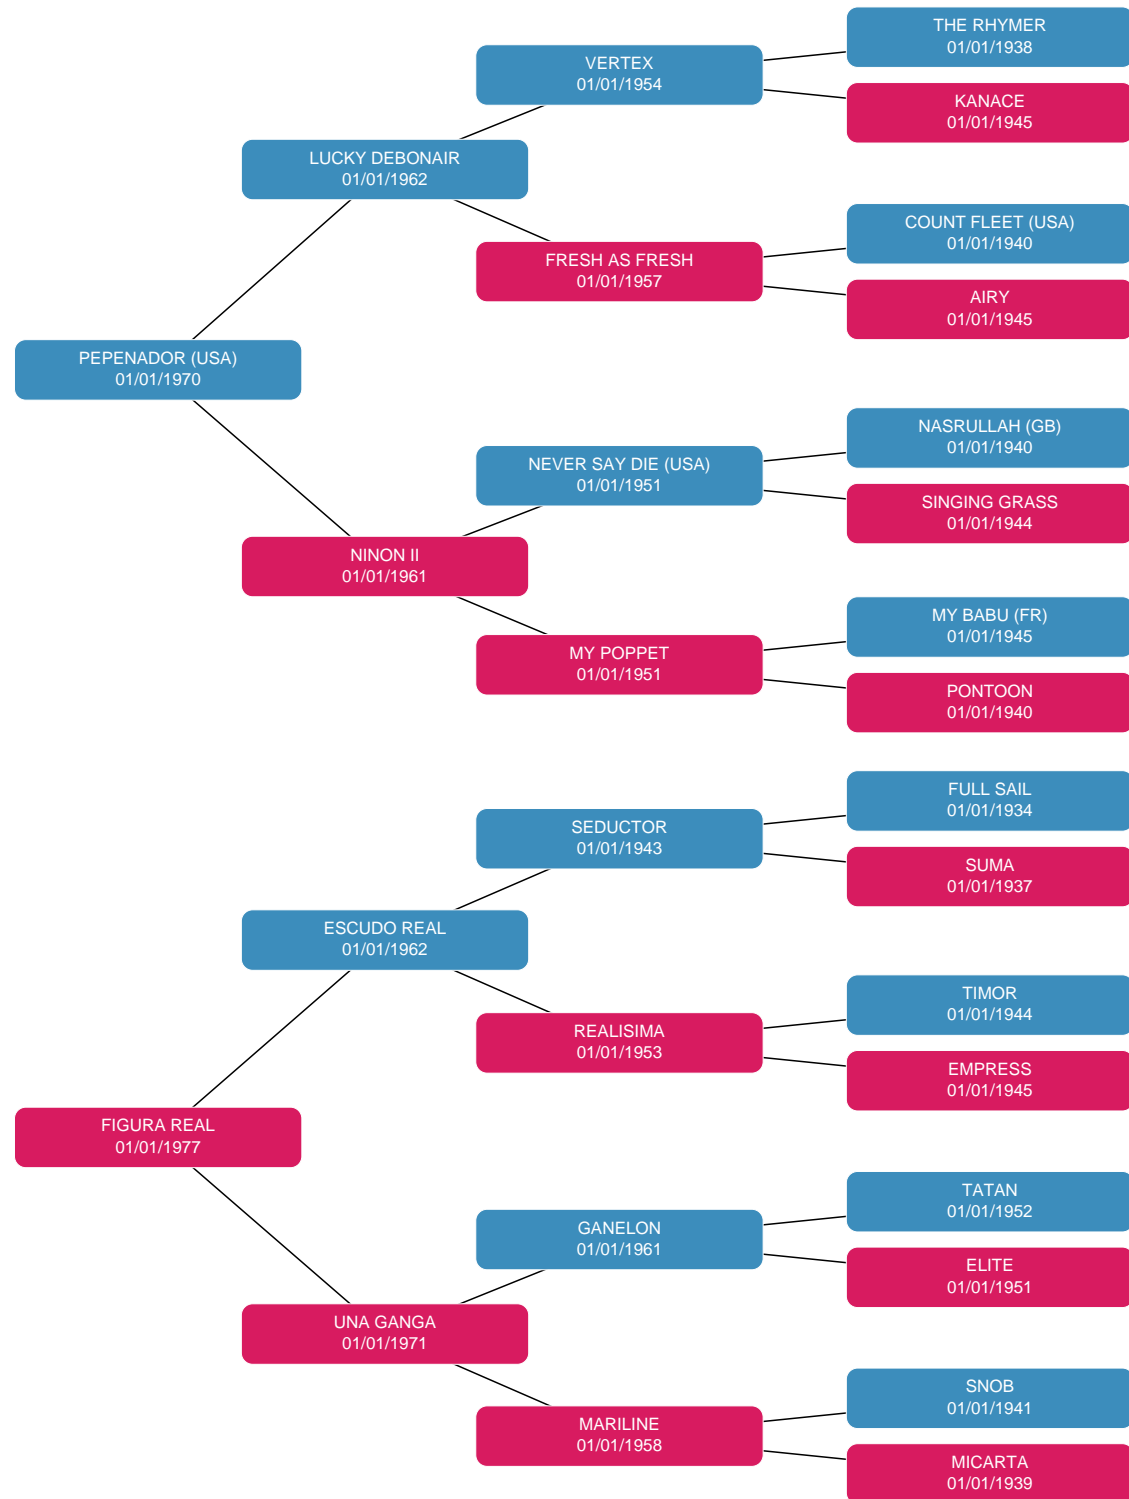 THE RHYMER
01/01/1938
VERTEX
01/01/1954
KANACE
01/01/1945
LUCKY DEBONAIR
01/01/1962
COUNT FLEET (USA)
01/01/1940
FRESH AS FRESH
01/01/1957
AIRY
01/01/1945
PEPENADOR (USA)
01/01/1970
NASRULLAH (GB)
01/01/1940
NEVER SAY DIE (USA)
01/01/1951
SINGING GRASS
01/01/1944
NINON II
01/01/1961
MY BABU (FR)
01/01/1945
MY POPPET
01/01/1951
PONTOON
01/01/1940
FULL SAIL
01/01/1934
SEDUCTOR
01/01/1943
SUMA
01/01/1937
ESCUDO REAL
01/01/1962
TIMOR
01/01/1944
REALISIMA
01/01/1953
EMPRESS
01/01/1945
FIGURA REAL
01/01/1977
TATAN
01/01/1952
GANELON
01/01/1961
ELITE
01/01/1951
UNA GANGA
01/01/1971
SNOB
01/01/1941
MARILINE
01/01/1958
MICARTA
01/01/1939